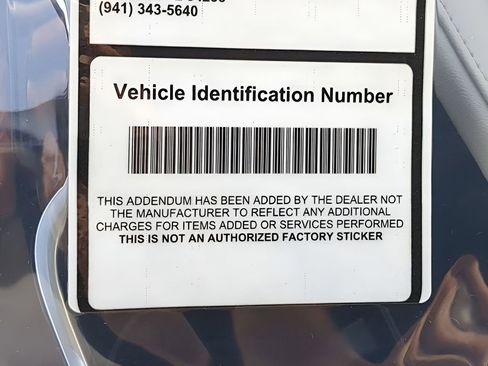 (941) 343-5640
Vehicle Identification Number
THIS ADDENDUM HAS BEEN ADDED BY THE DEALER NOT
THE MANUFACTURER TO REFLECT ANY ADDITIONAL
CHARGES FOR ITEMS ADDED OR SERVICES PERFORMED
THIS IS NOT AN AUTHORIZED FACTORY STICKER